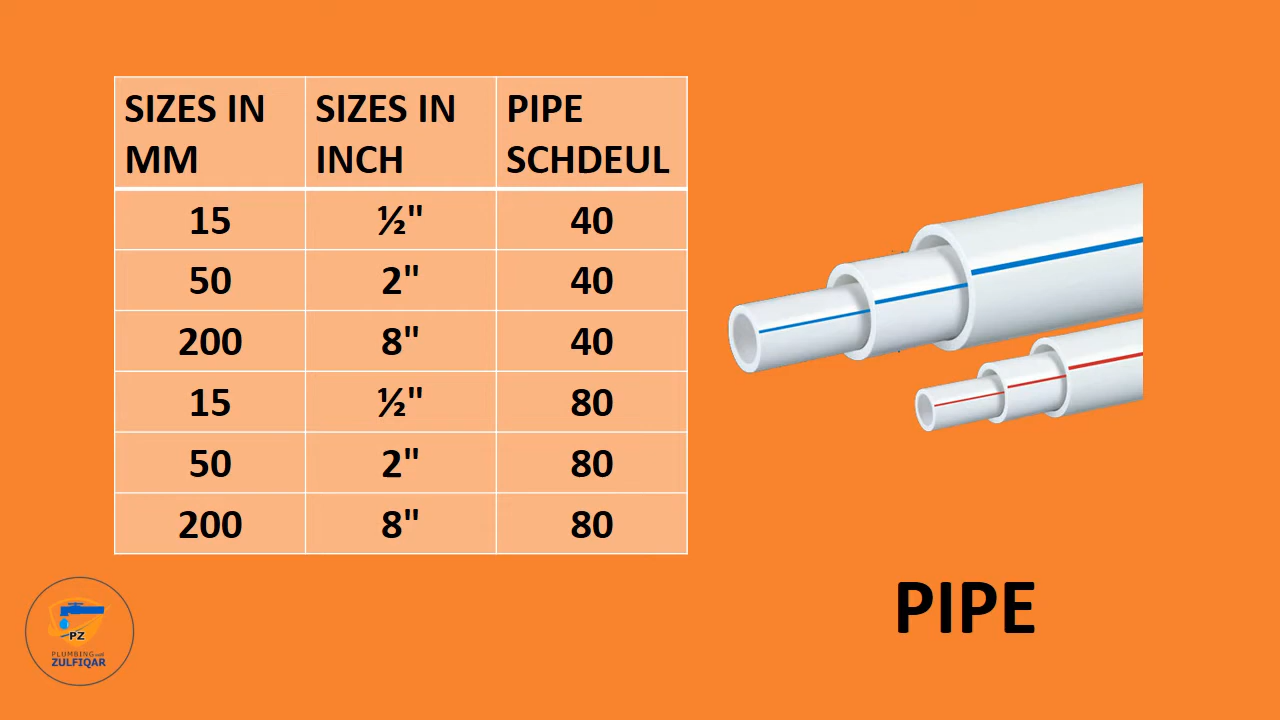 SIZES IN MM SIZES IN INCH PIPE SCHDEUL
15 ½" 40
50 2" 40
200 8" 40
15 ½" 80
50 2" 80
200 8" 80
PIPE
PZ
PLUMBING with
ZULFIQAR